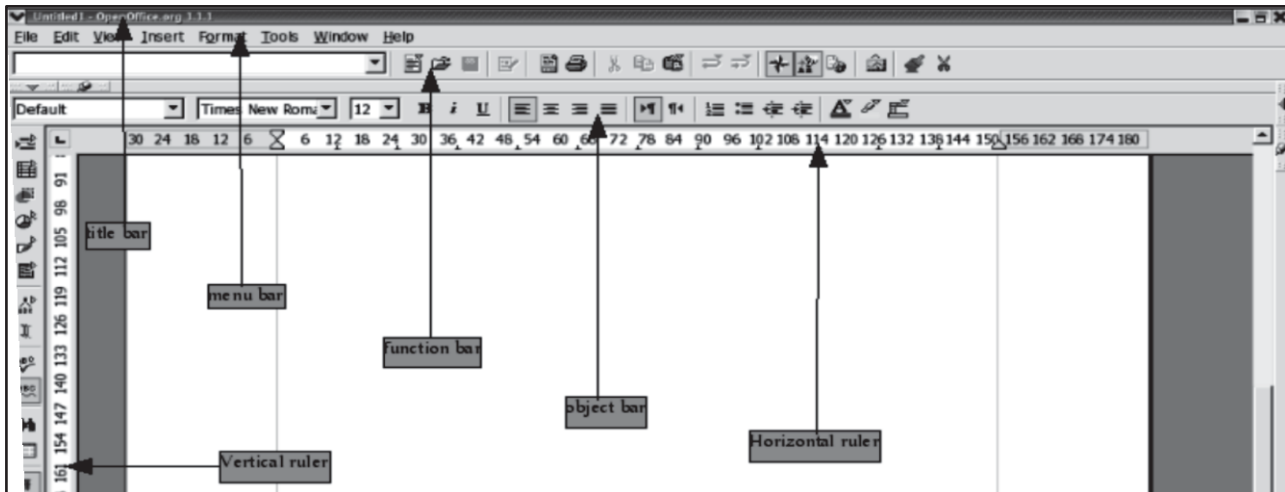 Untitled1 - OpenOffice.org 1.1.1
File Edit View Insert Format Tools Window Help
Default Times New Roma 12 B i U
30 24 18 12 6 6 12 18 24 30 36 42 48 54 60 66 72 78 84 90 96 102 108 114 120 126 132 138 144 150 156 162 168 174 180
91
98
105
112
119
126
133
140
147
154
161
title bar
menu bar
function bar
object bar
Horizontal ruler
Vertical ruler